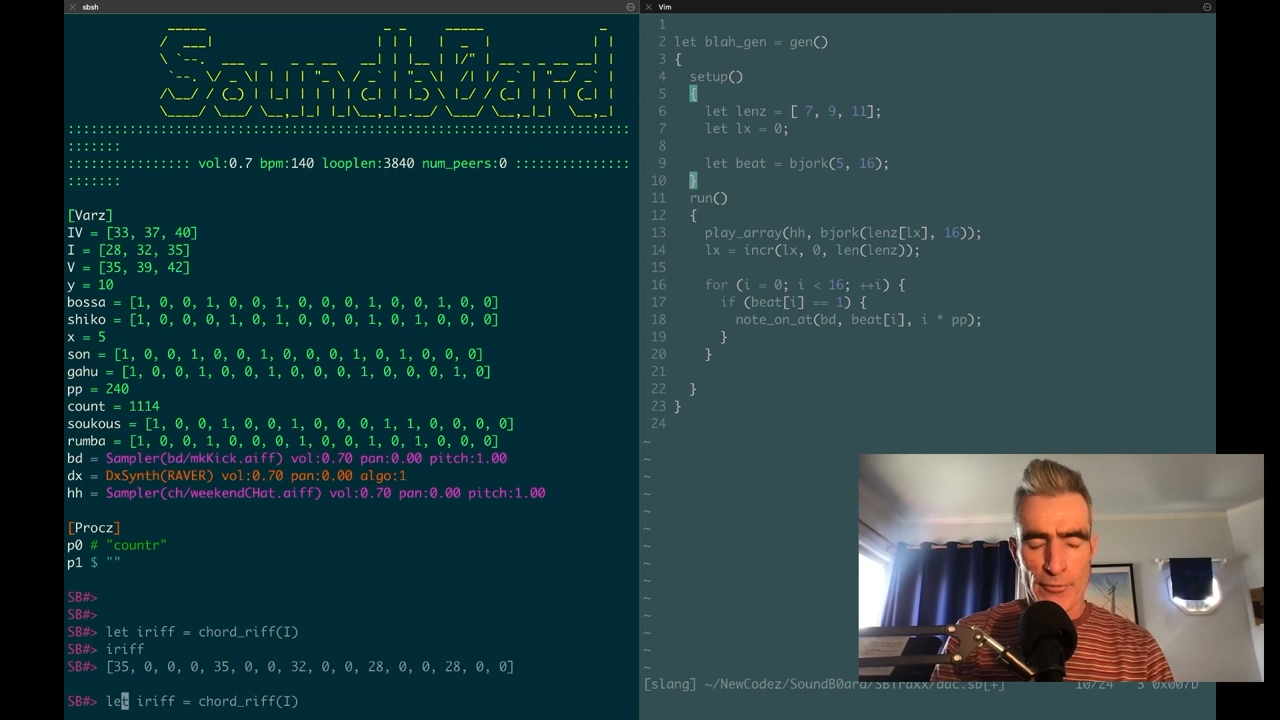 sbsh
SoundB0ard
vol:0.7 bpm:140 looplen:3840 num_peers:0
[Varz]
IV = [33, 37, 40]
I = [28, 32, 35]
V = [35, 39, 42]
y = 10
bossa = [1, 0, 0, 1, 0, 0, 1, 0, 0, 0, 1, 0, 0, 1, 0, 0]
shiko = [1, 0, 0, 0, 1, 0, 1, 0, 0, 0, 1, 0, 1, 0, 0, 0]
x = 5
son = [1, 0, 0, 1, 0, 0, 1, 0, 0, 0, 1, 0, 1, 0, 0, 0]
gahu = [1, 0, 0, 1, 0, 0, 1, 0, 0, 0, 1, 0, 0, 0, 1, 0]
pp = 240
count = 1114
soukous = [1, 0, 0, 1, 0, 0, 1, 0, 0, 0, 1, 1, 0, 0, 0, 0]
rumba = [1, 0, 0, 1, 0, 0, 0, 1, 0, 0, 1, 0, 1, 0, 0, 0]
bd = Sampler(bd/mkKick.aiff) vol:0.70 pan:0.00 pitch:1.00
dx = DxSynth(RAVER) vol:0.70 pan:0.00 algo:1
hh = Sampler(ch/weekendCHat.aiff) vol:0.70 pan:0.00 pitch:1.00
[Procz]
p0 # "countr"
p1 $ ""
SB#>
SB#>
SB#> let iriff = chord_riff(I)
SB#> iriff
SB#> [35, 0, 0, 0, 35, 0, 0, 32, 0, 0, 28, 0, 0, 28, 0, 0]
SB#> let iriff = chord_riff(I)
Vim
1
2 let blah_gen = gen()
3 {
4 setup()
5 {
6 let lenz = [ 7, 9, 11];
7 let lx = 0;
8
9 let beat = bjork(5, 16);
10 }
11 run()
12 {
13 play_array(hh, bjork(lenz[lx], 16));
14 lx = incr(lx, 0, len(lenz));
15
16 for (i = 0; i < 16; ++i) {
17 if (beat[i] == 1) {
18 note_on_at(bd, beat[i], i * pp);
19 }
20 }
21
22 }
23 }
24
[slang] ~/NewCodez/SoundB0ard/SBTraxx/